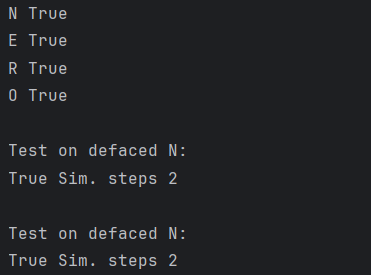 N True
E True
R True
O True
Test on defaced N:
True Sim. steps 2
Test on defaced N:
True Sim. steps 2